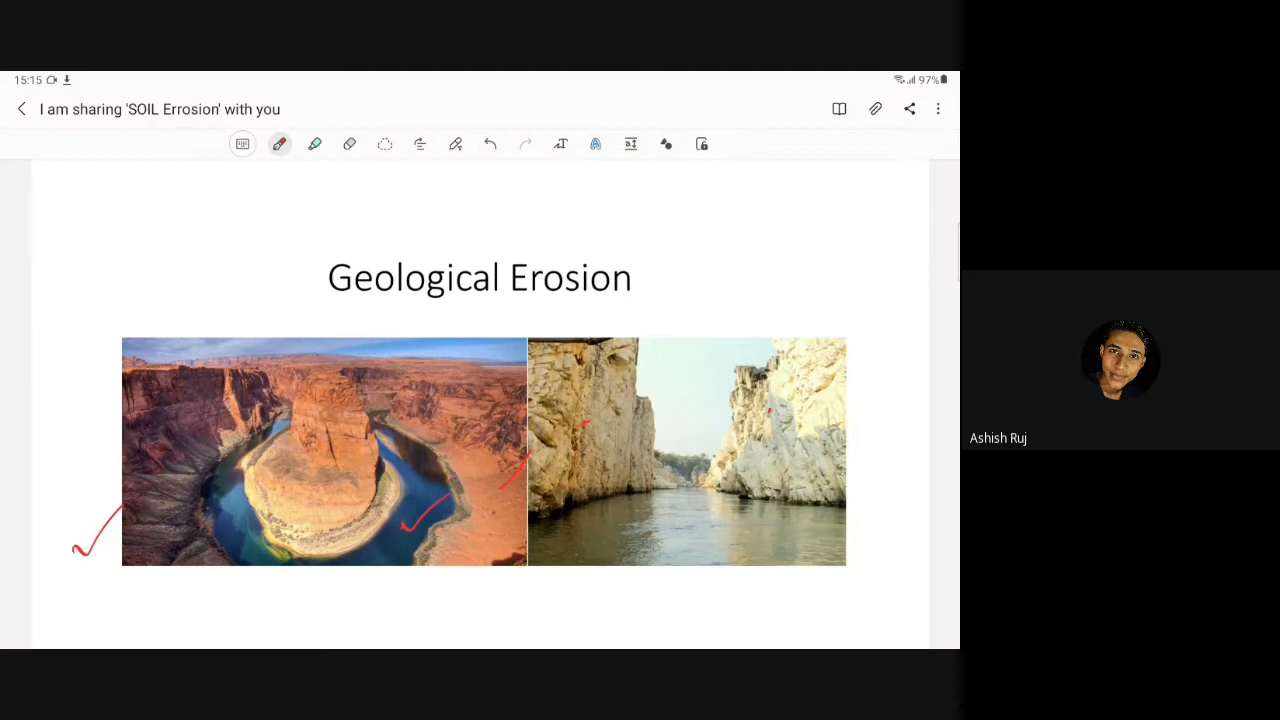 15:15 97%
I am sharing 'SOIL Errosion' with you
Geological Erosion
Ashish Ruj